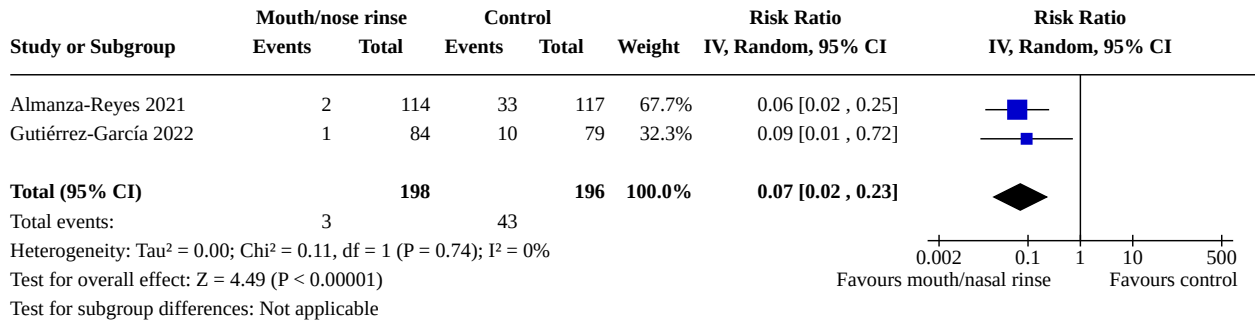 Mouth/nose rinse Control Risk Ratio Risk Ratio
Study or Subgroup Events Total Events Total Weight IV, Random, 95% CI IV, Random, 95% CI
Almanza-Reyes 2021 2 114 33 117 67.7% 0.06 [0.02 , 0.25]
Gutiérrez-García 2022 1 84 10 79 32.3% 0.09 [0.01 , 0.72]
Total (95% CI) 198 196 100.0% 0.07 [0.02 , 0.23]
Total events: 3 43
Heterogeneity: Tau² = 0.00; Chi² = 0.11, df = 1 (P = 0.74); I² = 0%
0.002 0.1 1 10 500
Test for overall effect: Z = 4.49 (P < 0.00001)
Favours mouth/nasal rinse Favours control
Test for subgroup differences: Not applicable